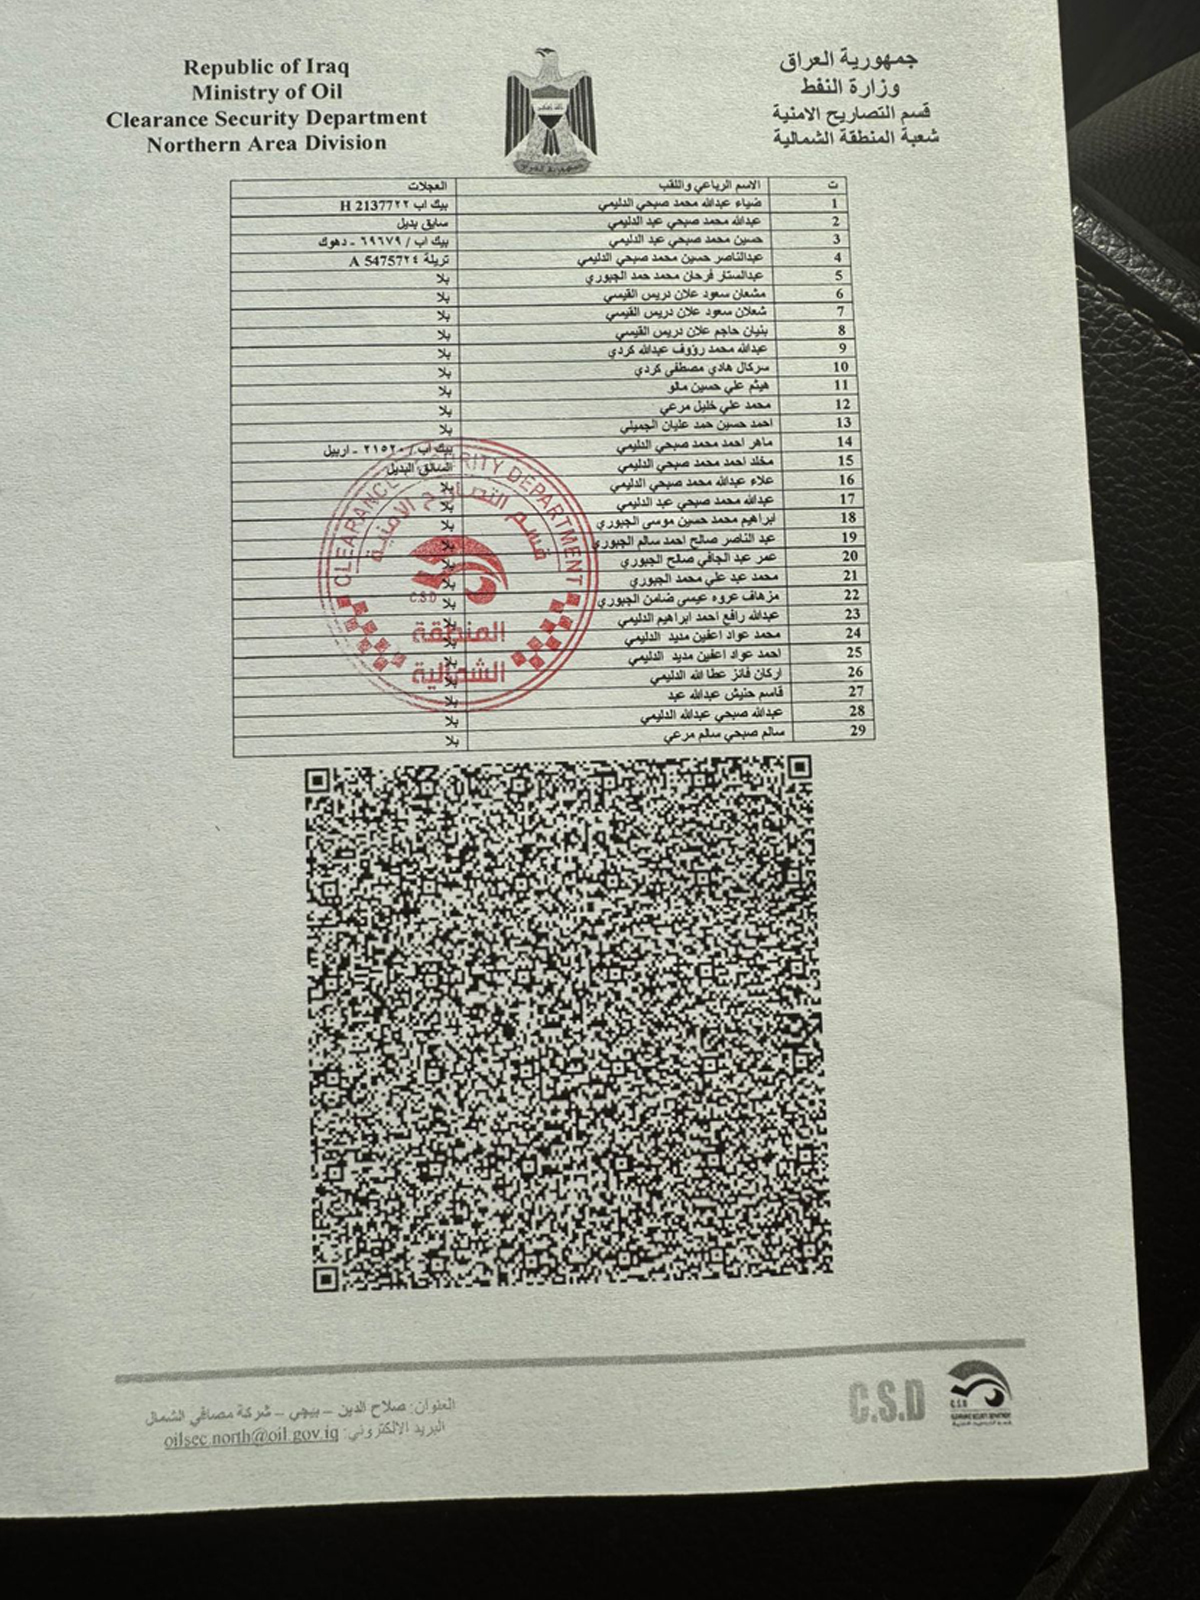 Republic of Iraq
Ministry of Oil
Clearance Security Department
Northern Area Division
جمهورية العراق
وزارة النفط
قسم التصاريح الامنية
شعبة المنطقة الشمالية
ت الاسم الرباعي واللقب العجلات
1 ضياء عبدالله محمد صبحي الدليمي بيك اب H 2137٧٢٢
2 عبدالله محمد صبحي عبد الدليمي سايق بديل
3 حسين محمد صبحي عبد الدليمي بيك اب / ٦٩٦٧٩ - دهوك
4 عبدالناصر حسين محمد صبحي الدليمي تريلة A 5475٧٢٤
5 عبدالستار فرحان محمد حمد الجبوري بلا
6 مشعان سعود علان دريس القيسي بلا
7 شعلان سعود علان دريس القيسي بلا
8 بنيان حاجم علان دريس القيسي بلا
9 عبدالله محمد رؤوف عبدالله كردي بلا
10 سركال هادي مصطفى كردي بلا
11 هيثم علي حسين مالو بلا
12 محمد علي خليل مرعي بلا
13 احمد حسين حمد عليان الجميلي بلا
14 ماهر احمد محمد صبحي الدليمي بيك اب / ٢١٥٢٠ - اربيل
15 مخلد احمد محمد صبحي الدليمي السائق البديل
16 علاء عبدالله محمد صبحي الدليمي بلا
17 عبدالله محمد صبحي عبد الدليمي بلا
18 ابراهيم محمد حسين موسى الجبوري بلا
19 عبد الناصر صالح احمد سالم الجبوري بلا
20 عمر عبد الجافي صالح الجبوري بلا
21 محمد عبد علي محمد الجبوري بلا
22 مزهاف عروه عيسى ضامن الجبوري بلا
23 عبدالله رافع احمد ابراهيم الدليمي بلا
24 محمد عواد اعفين مديد الدليمي بلا
25 احمد عواد اعفين مديد الدليمي بلا
26 اركان فائز عطا الله الدليمي بلا
27 قاسم حنيش عبدالله عبد بلا
28 عبدالله صبحي عبدالله الدليمي بلا
29 سالم صبحي سالم مرعي بلا
CLEARANCE SECURITY DEPARTMENT
قسم التصاريح الامنية
C.S.D
المنطقة
الشمالية
العنوان: صلاح الدين – بيجي – شركة مصافي الشمال
البريد الالكتروني: oilsec.north@oil.gov.iq
C.S.D